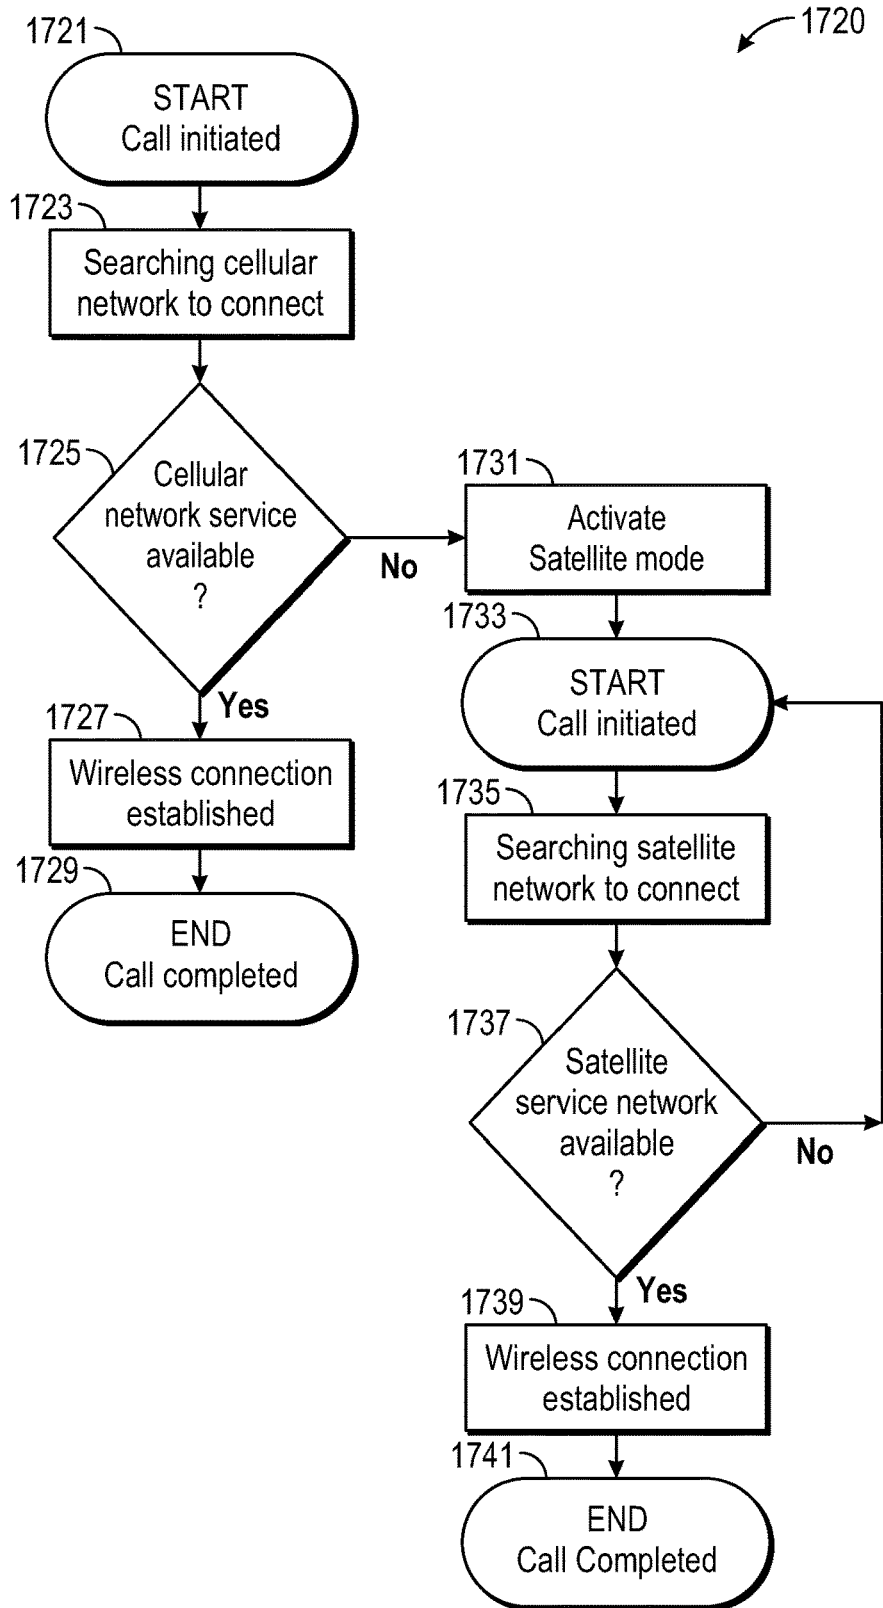 1720
1721
START
Call initiated
1723
Searching cellular
network to connect
1725
Cellular
network service
available
?
No
Yes
1727
Wireless connection
established
1729
END
Call completed
1731
Activate
Satellite mode
1733
START
Call initiated
1735
Searching satellite
network to connect
1737
Satellite
service network
available
?
No
Yes
1739
Wireless connection
established
1741
END
Call Completed